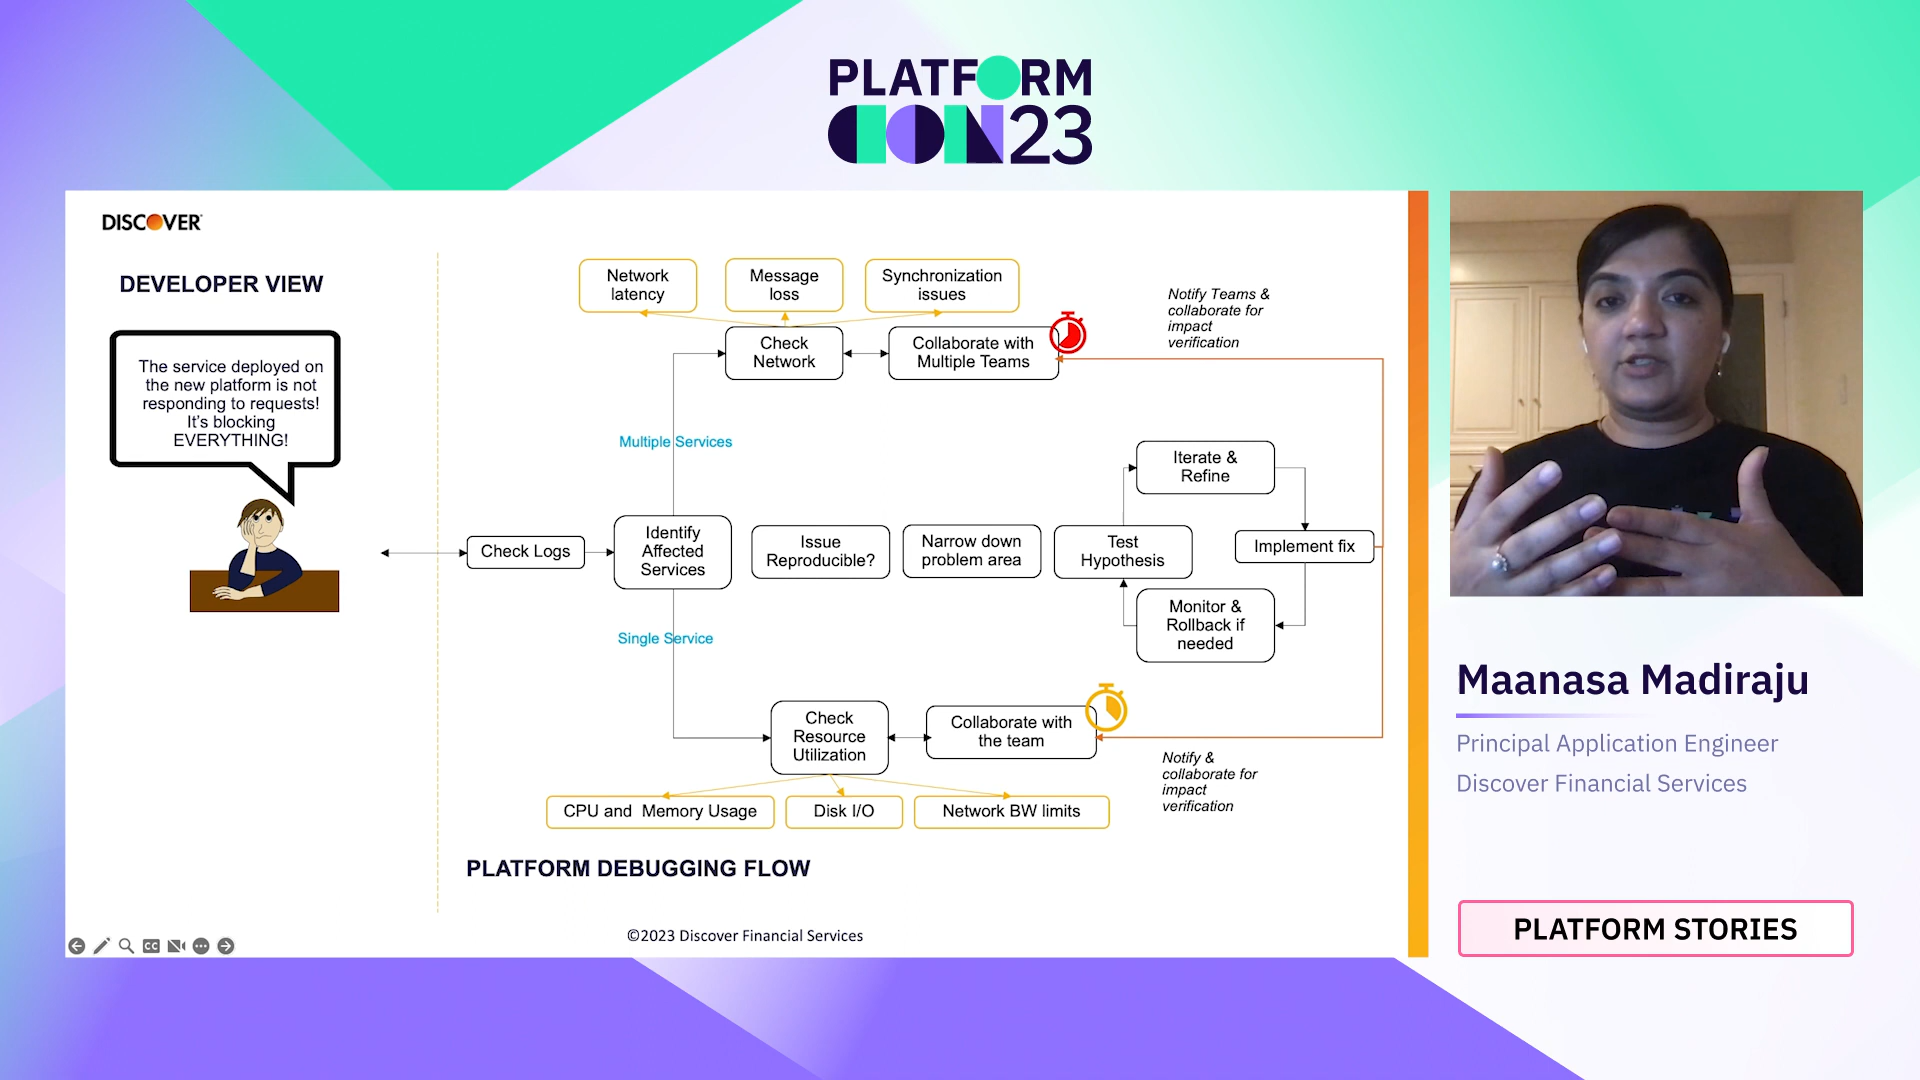 PLATFORM
CON23
DISCOVER
DEVELOPER VIEW
The service deployed on
the new platform is not
responding to requests!
It's blocking
EVERYTHING!
Network
latency
Message
loss
Synchronization
issues
Check
Network
Collaborate with
Multiple Teams
Notify Teams &
collaborate for
impact
verification
Multiple Services
Iterate &
Refine
Check Logs
Identify
Affected
Services
Issue
Reproducible?
Narrow down
problem area
Test
Hypothesis
Implement fix
Monitor &
Rollback if
needed
Single Service
Check
Resource
Utilization
Collaborate with
the team
Notify &
collaborate for
impact
verification
CPU and Memory Usage
Disk I/O
Network BW limits
PLATFORM DEBUGGING FLOW
©2023 Discover Financial Services
CC
Maanasa Madiraju
Principal Application Engineer
Discover Financial Services
PLATFORM STORIES